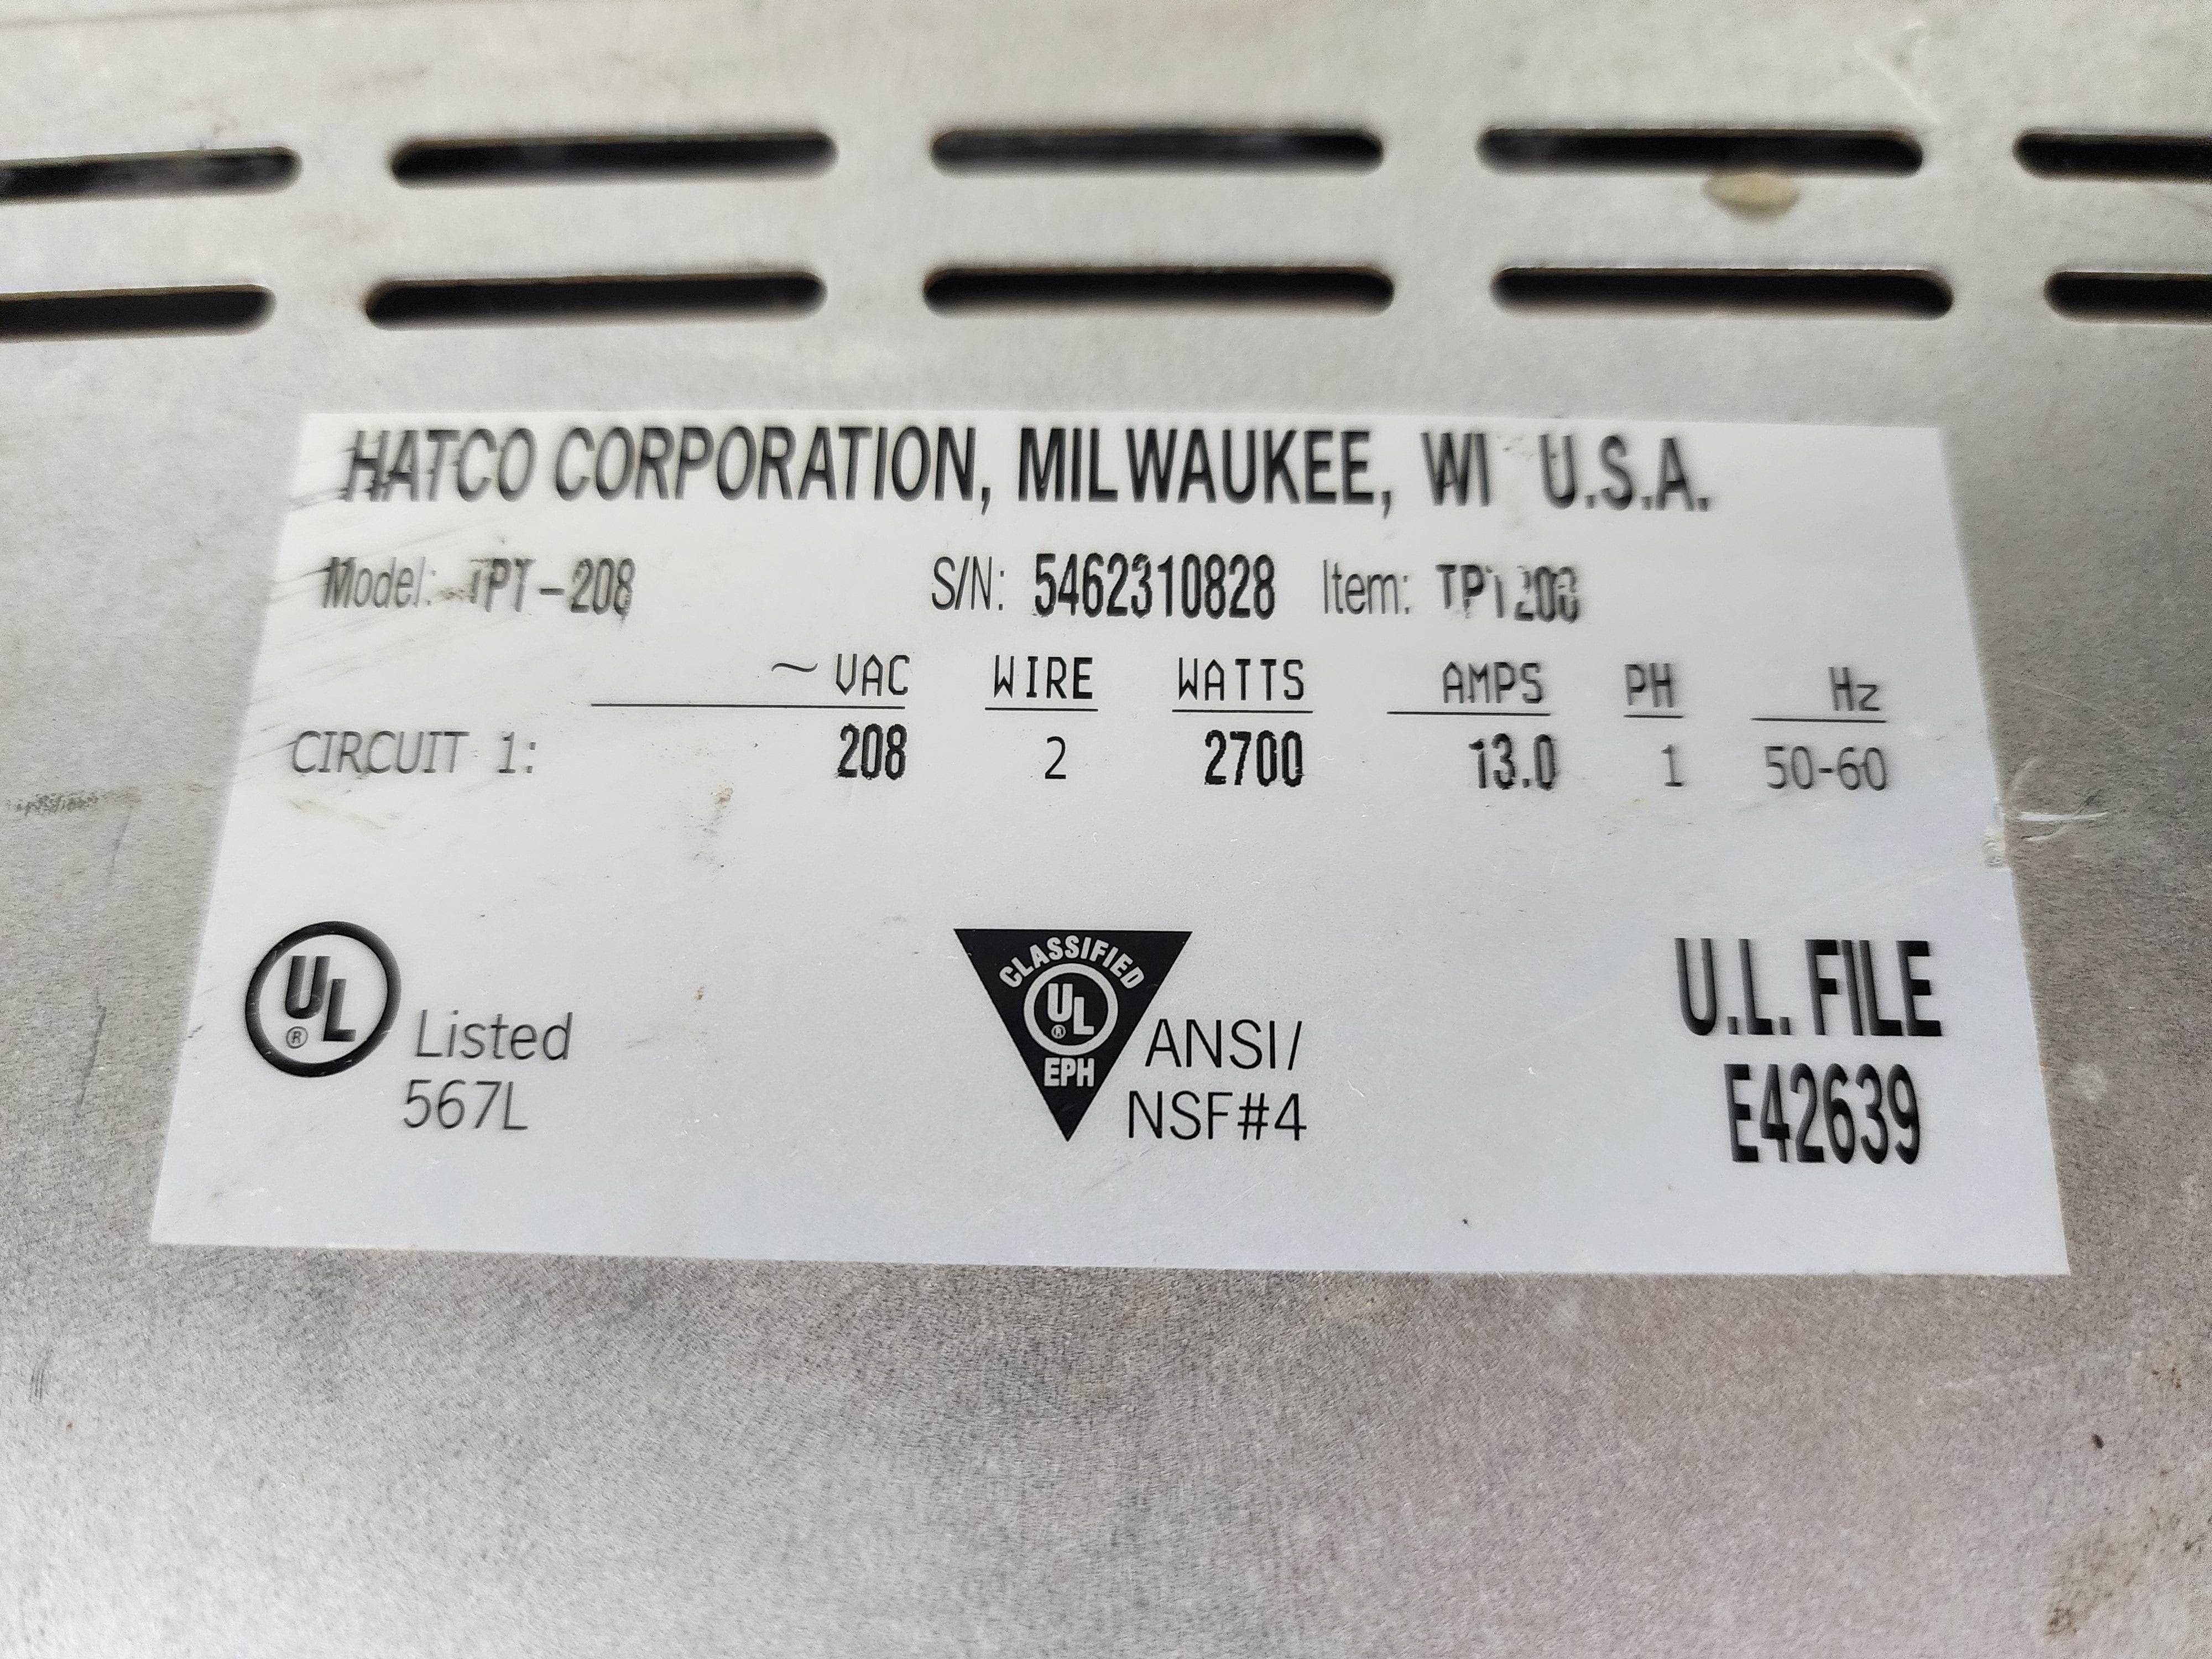 HATCO CORPORATION, MILWAUKEE, WI U.S.A.
Model: TPT-208 S/N: 5462310828 Item: TPT208
~ VAC WIRE WATTS AMPS PH Hz
CIRCUIT 1: 208 2 2700 13.0 1 50-60
UL ® Listed
567L
CLASSIFIED
UL ®
EPH
ANSI/
NSF#4
U.L. FILE
E42639